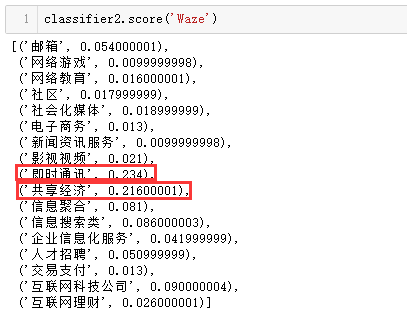 1 classifier2.score('Waze')
[('邮箱', 0.054000001),
('网络游戏', 0.0099999998),
('网络教育', 0.016000001),
('社区', 0.017999999),
('社会化媒体', 0.018999999),
('电子商务', 0.013),
('新闻资讯服务', 0.0099999998),
('影视视频', 0.021),
('即时通讯', 0.234),
('共享经济', 0.21600001),
('信息聚合', 0.081),
('信息搜索类', 0.086000003),
('企业信息化服务', 0.041999999),
('人才招聘', 0.050999999),
('交易支付', 0.013),
('互联网科技公司', 0.090000004),
('互联网理财', 0.026000001)]